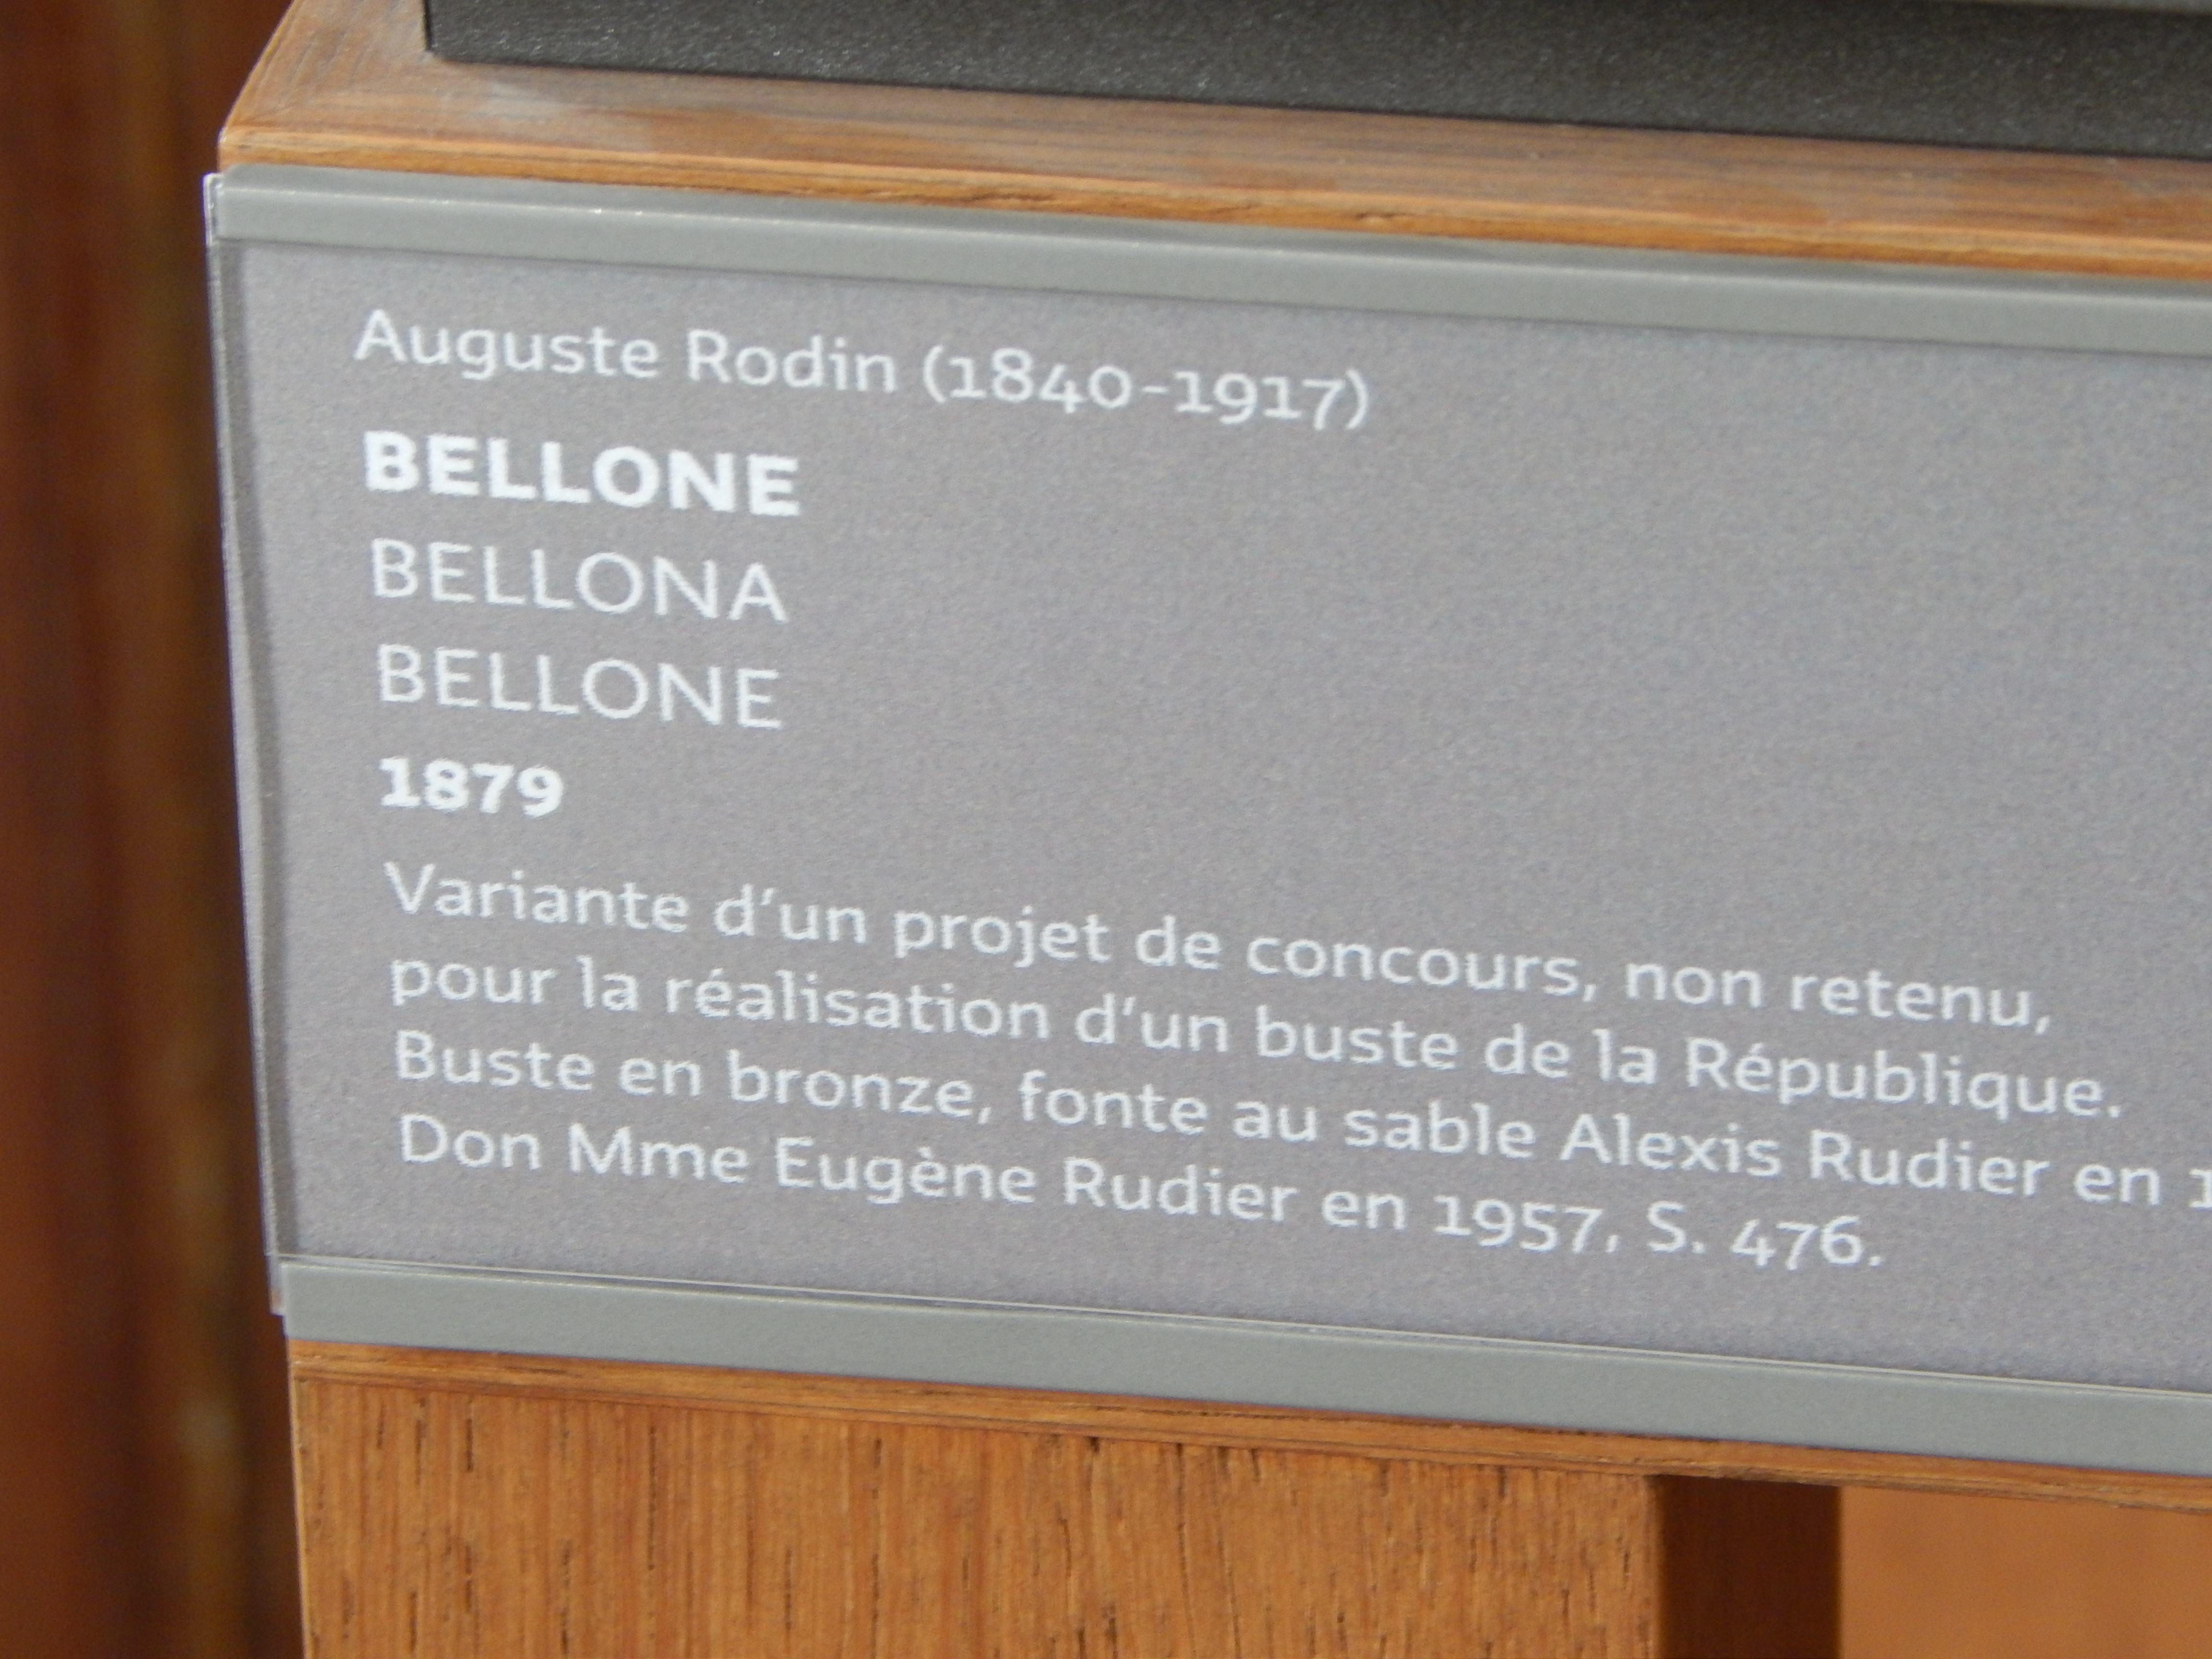 Auguste Rodin (1840-1917)
BELLONE
BELLONA
BELLONE
1879
Variante d'un projet de concours, non retenu,
pour la réalisation d'un buste de la République.
Buste en bronze, fonte au sable Alexis Rudier en
Don Mme Eugène Rudier en 1957, S. 476.